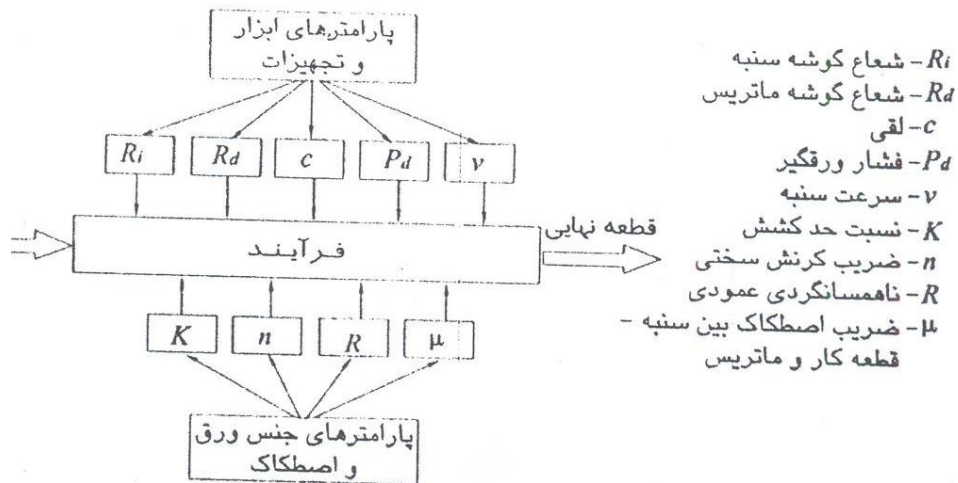 پارامترهای ابزار
و تجهیزات
Ri
Rd
c
Pd
v
فرآیند
قطعه نهایی
K
n
R
μ
پارامترهای جنس ورق
و اصطکاک
Ri- شعاع گوشه سنبه
Rd- شعاع گوشه ماتریس
c- لقی
Pd- فشار ورقگیر
v- سرعت سنبه
K- نسبت حد کشش
n- ضریب کرنش سختی
R- ناهمسانگردی عمودی
μ- ضریب اصطکاک بین سنبه -
قطعه کار و ماتریس